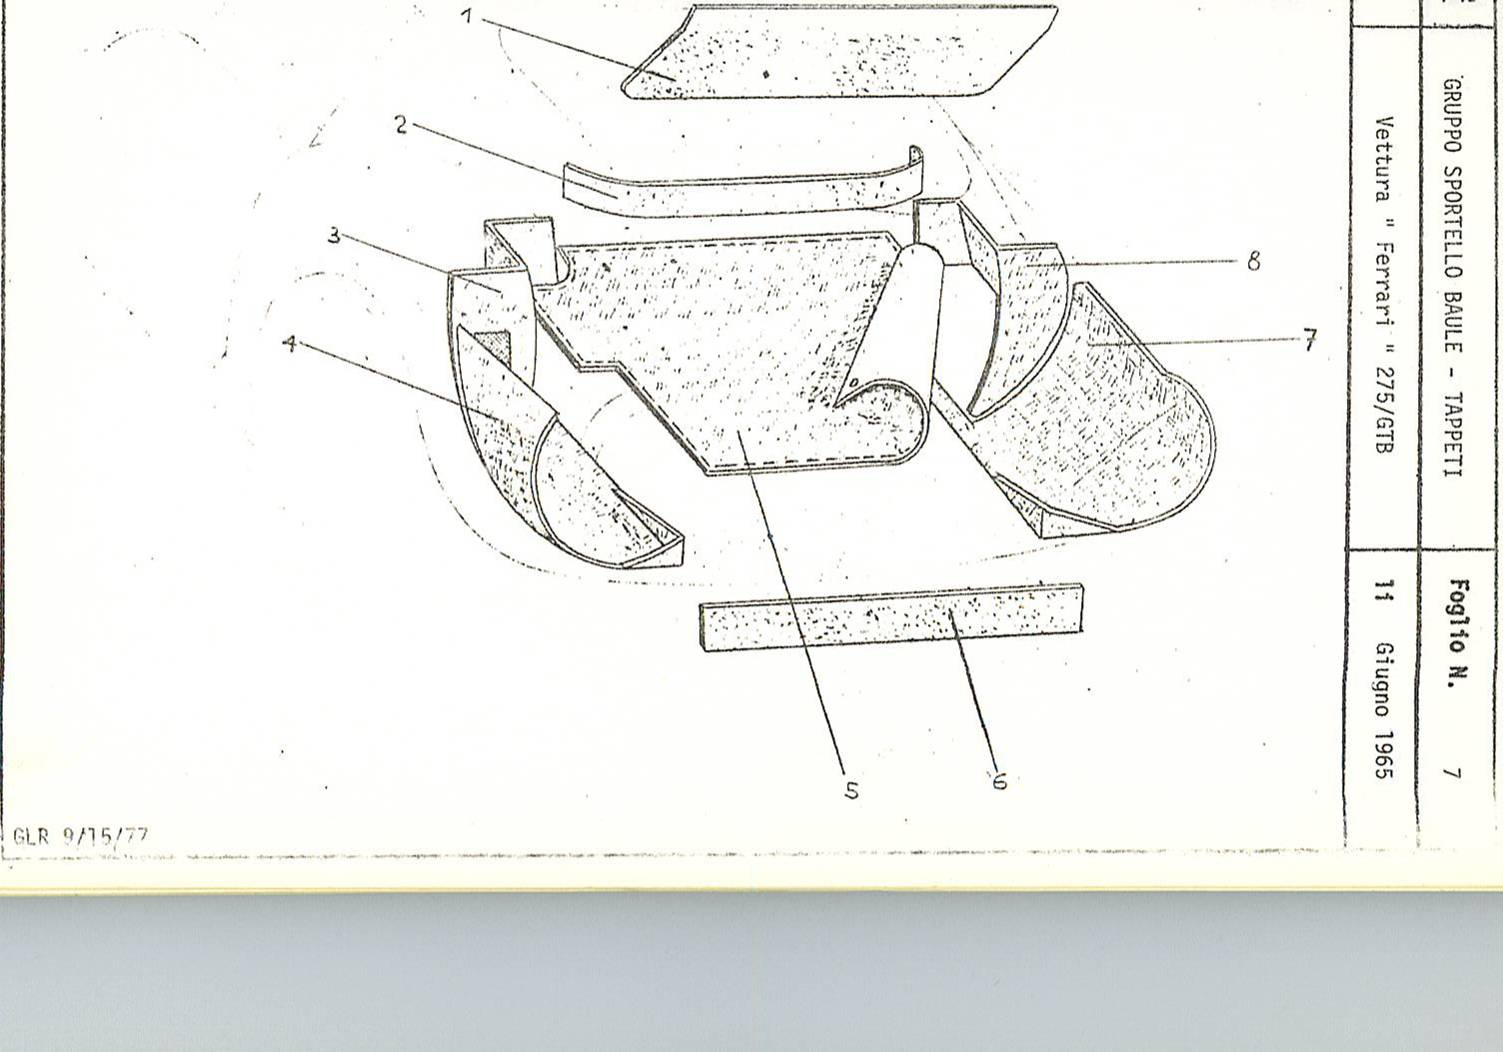 GRUPPO SPORTELLO BAULE - TAPPETI
Foglio N. 7
Vettura " Ferrari " 275/GTB
11 Giugno 1965
1
2
3
4
8
7
5
6
GLR 9/15/77